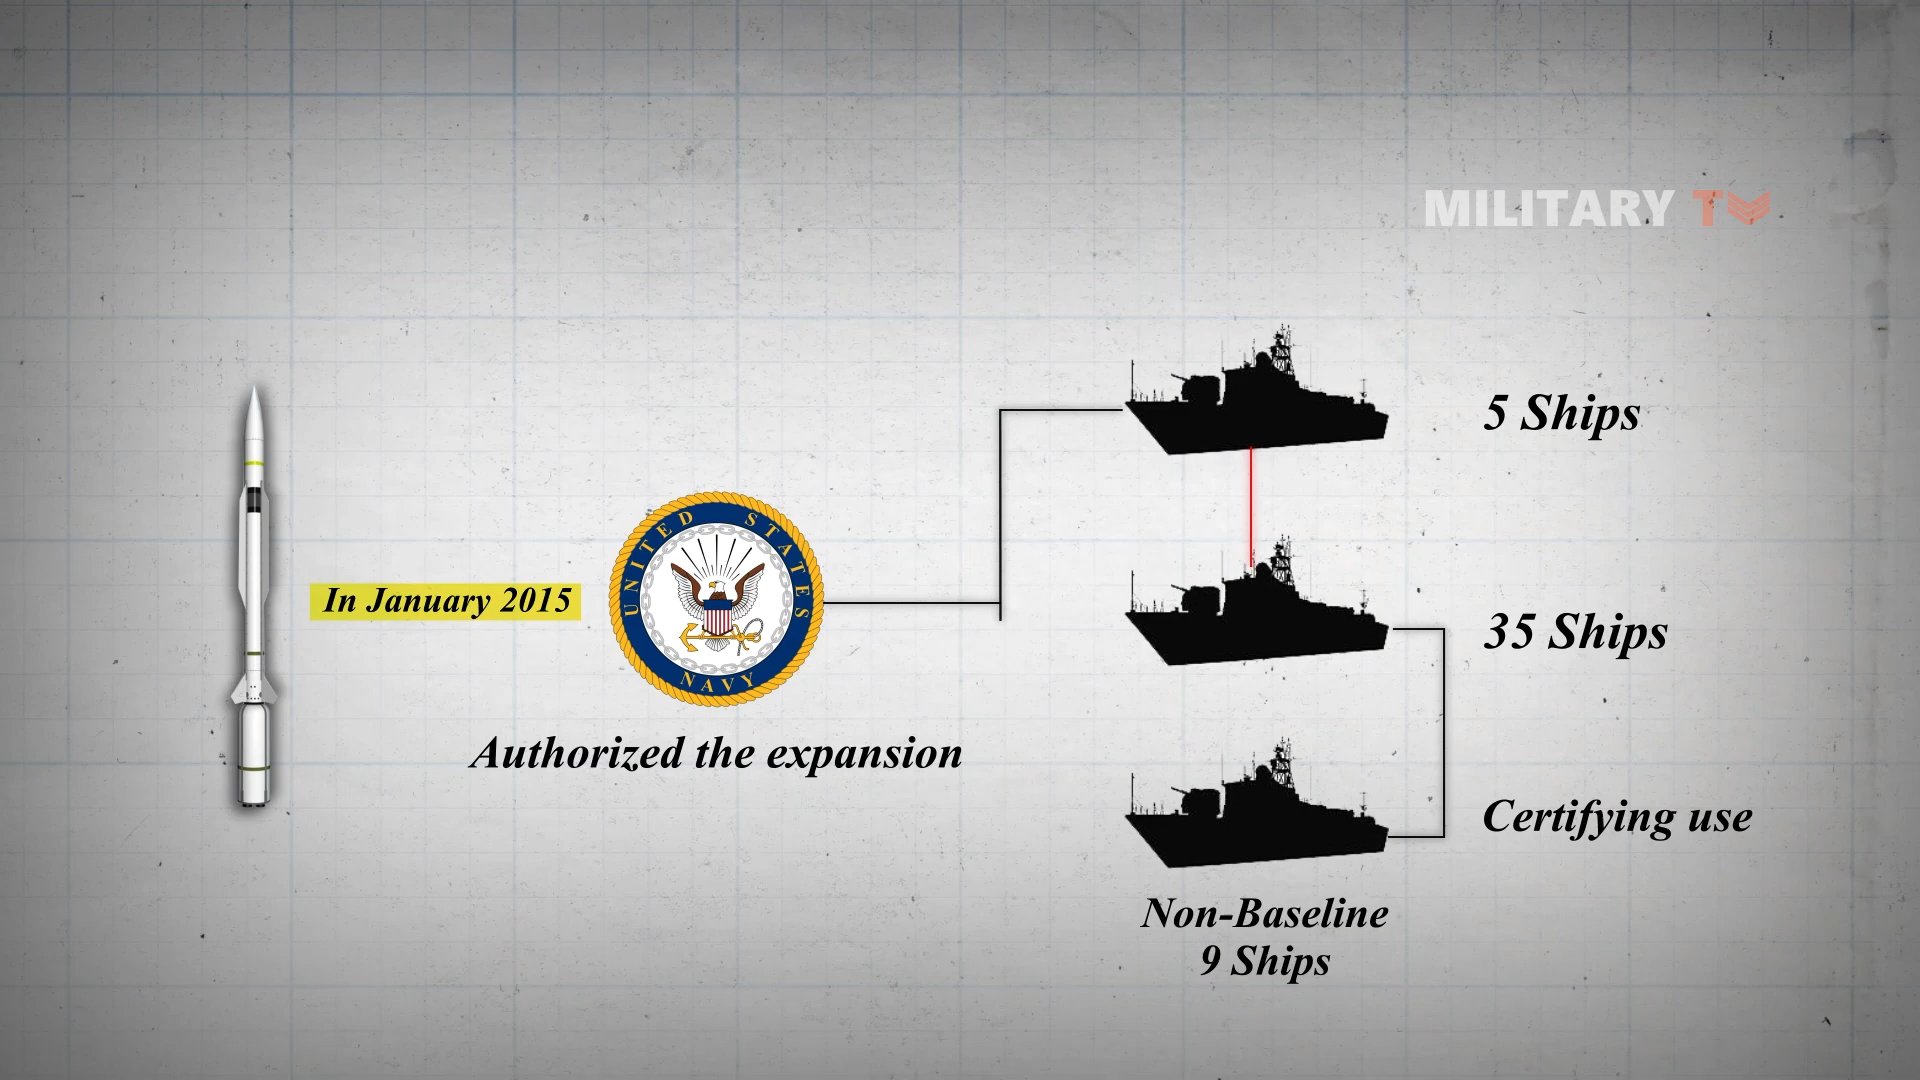 MILITARY TV
5 Ships
In January 2015
UNITED STATES
NAVY
35 Ships
Authorized the expansion
Certifying use
Non-Baseline
9 Ships